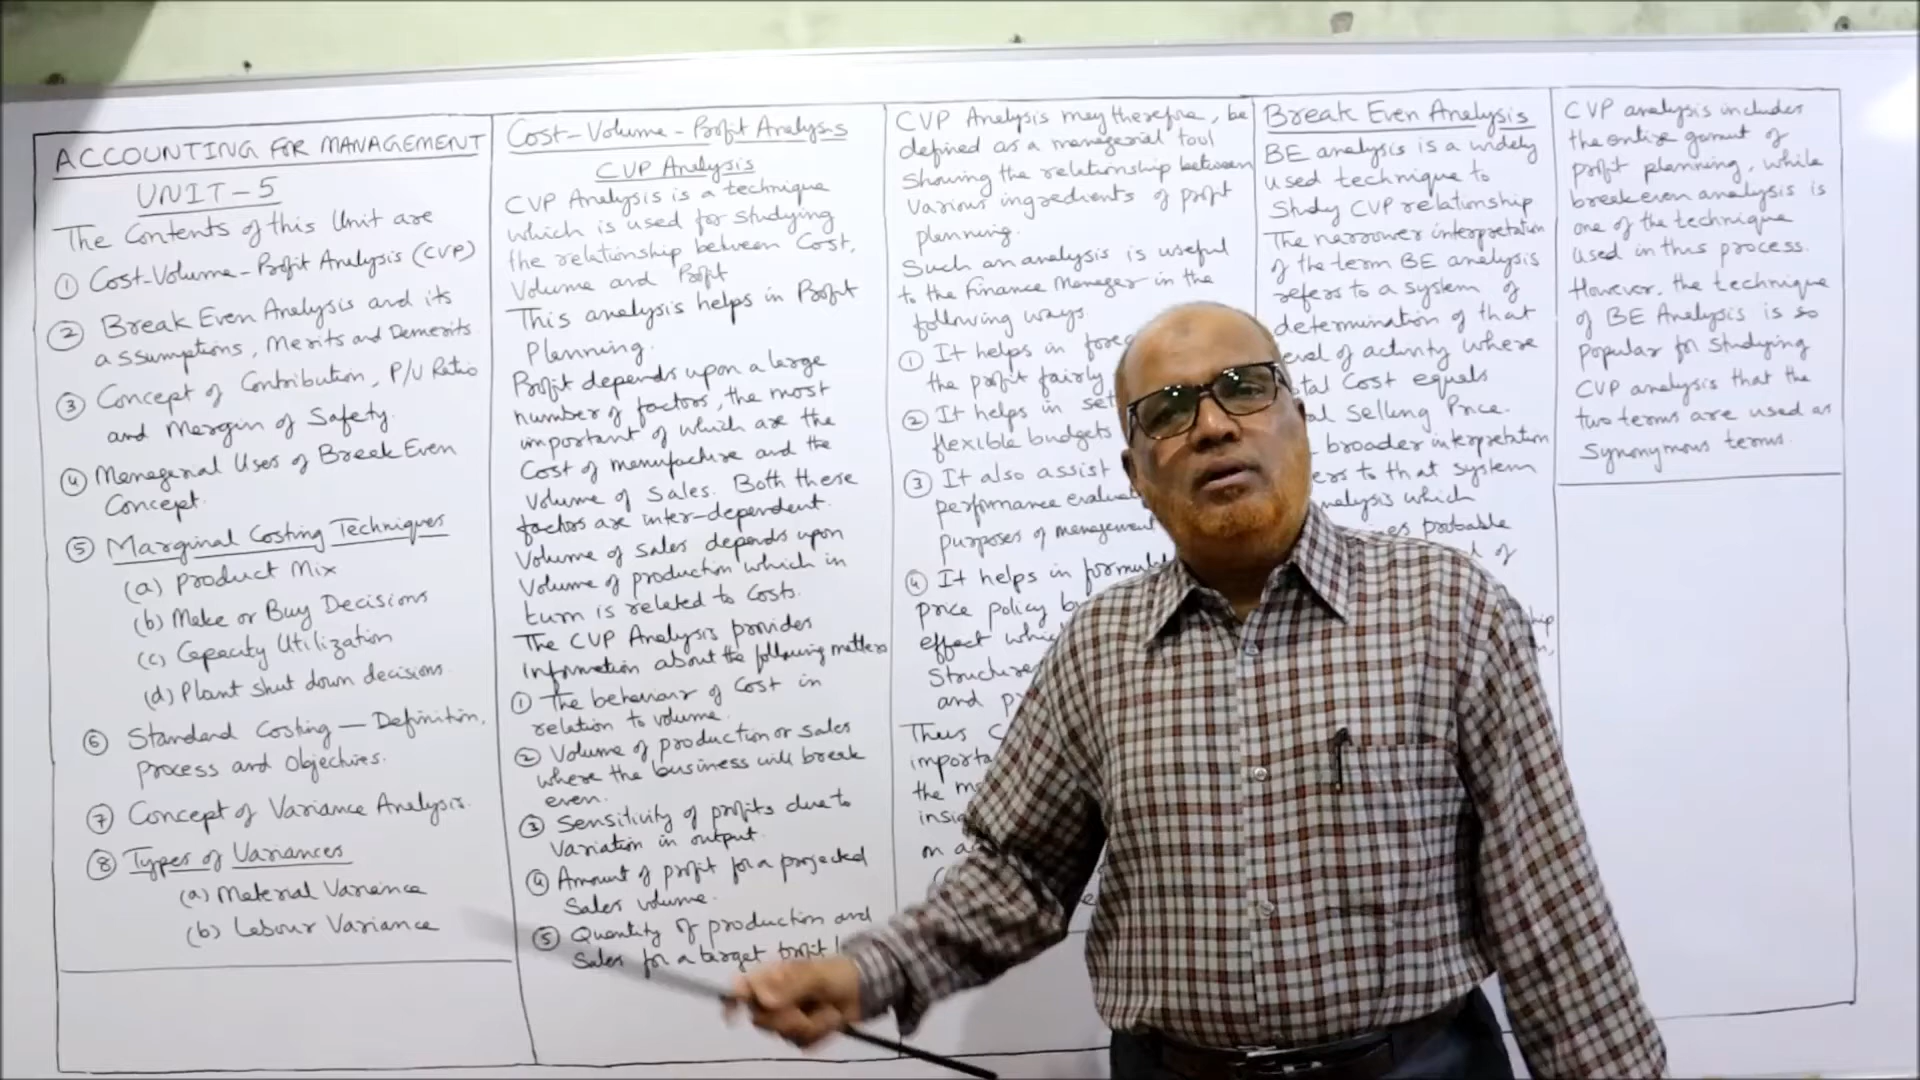 ACCOUNTING FOR MANAGEMENT
UNIT-5
The Contents of this Unit are
① Cost-Volume-Profit Analysis (CVP)
② Break Even Analysis and its
assumptions, Merits and Demerits
③ Concept of Contribution, P/V Ratio
and Margin of Safety.
④ Managerial Uses of Break Even
Concept.
⑤ Marginal Costing Techniques
(a) Product Mix
(b) Make or Buy Decisions
(c) Capacity Utilization
(d) Plant shut down decisions.
⑥ Standard Costing — Definition,
Process and Objectives.
⑦ Concept of Variance Analysis.
⑧ Types of Variances
(a) Material Variance
(b) Labour Variance
Cost-Volume-Profit Analysis
CVP Analysis
CVP Analysis is a technique
which is used for studying
the relationship between Cost,
Volume and Profit
This analysis helps in Profit
Planning.
Profit depends upon a large
number of factors, the most
important of which are the
Cost of manufacture and the
Volume of Sales. Both these
factors are inter-dependent.
Volume of sales depends upon
Volume of production which in
turn is related to Costs.
The CVP Analysis provides
Information about the following matters
① The behaviour of Cost in
relation to volume.
② Volume of production or sales
where the business will break
even.
③ Sensitivity of profits due to
Variation in output.
④ Amount of profit for a projected
Sales volume.
⑤ Quantity of production and
Sales for a target profit
CVP Analysis may therefore, be
defined as a managerial tool
Showing the relationship between
Various ingredients of profit
planning.
Such an analysis is useful
to the Finance Manager in the
following ways.
① It helps in
the profit fairly
② It helps in
flexible budgets
③ It also assist
performance
purposes of management
④ It helps in
price policy
effect
and
Thus
the
Break Even Analysis
BE analysis is a widely
used technique to
Study CVP relationship
The narrower interpretation
of the term BE analysis
refers to a system of
determination of that
of activity where
Cost equals
Selling Price.
broader interpretation
to that system
which
probable
of
CVP analysis includes
the entire gamut of
profit planning, while
breakeven analysis is
one of the technique
used in this process.
However, the technique
of BE Analysis is so
popular for studying
CVP analysis that the
two terms are used as
Synonymous terms.